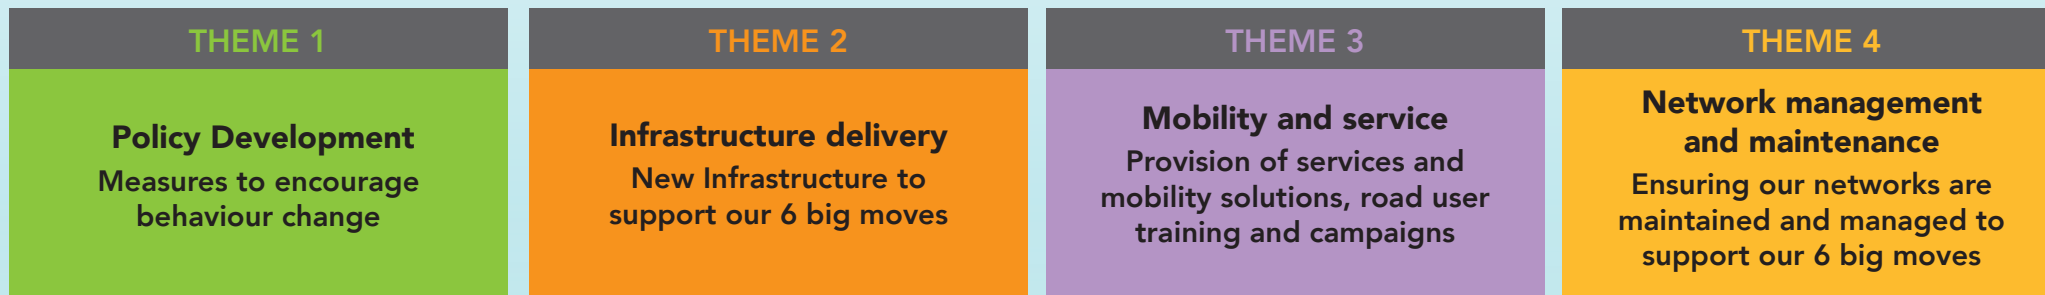 THEME 1
Policy Development
Measures to encourage
behaviour change
THEME 2
Infrastructure delivery
New Infrastructure to
support our 6 big moves
THEME 3
Mobility and service
Provision of services and
mobility solutions, road user
training and campaigns
THEME 4
Network management
and maintenance
Ensuring our networks are
maintained and managed to
support our 6 big moves